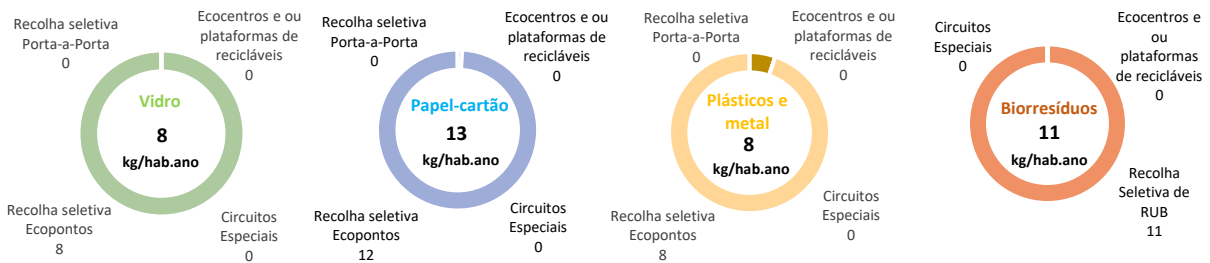 Recolha seletiva
Porta-a-Porta
0
Ecocentros e ou
plataformas de
recicláveis
0
Vidro
8
kg/hab.ano
Recolha seletiva
Ecopontos
8
Circuitos
Especiais
0
Recolha seletiva
Porta-a-Porta
0
Ecocentros e ou
plataformas de
recicláveis
0
Papel-cartão
13
kg/hab.ano
Recolha seletiva
Ecopontos
12
Circuitos
Especiais
0
Recolha seletiva
Porta-a-Porta
0
Ecocentros e ou
plataformas de
recicláveis
0
Plásticos e
metal
8
kg/hab.ano
Recolha seletiva
Ecopontos
8
Circuitos
Especiais
0
Circuitos
Especiais
0
Ecocentros e
ou
plataformas
de recicláveis
0
Biorresíduos
11
kg/hab.ano
Recolha
Seletiva de
RUB
11